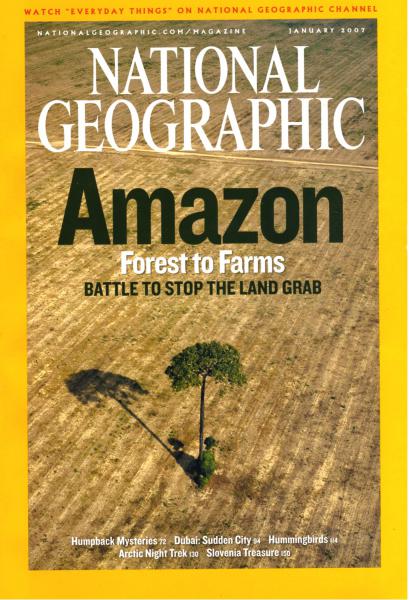 WATCH "EVERYDAY THINGS" ON NATIONAL GEOGRAPHIC CHANNEL
NATIONALGEOGRAPHIC.COM/MAGAZINE JANUARY 2007
NATIONAL
GEOGRAPHIC
Amazon
Forest to Farms
BATTLE TO STOP THE LAND GRAB
Humpback Mysteries 72 Dubai: Sudden City 94 Hummingbirds 114
Arctic Night Trek 130 Slovenia Treasure 150